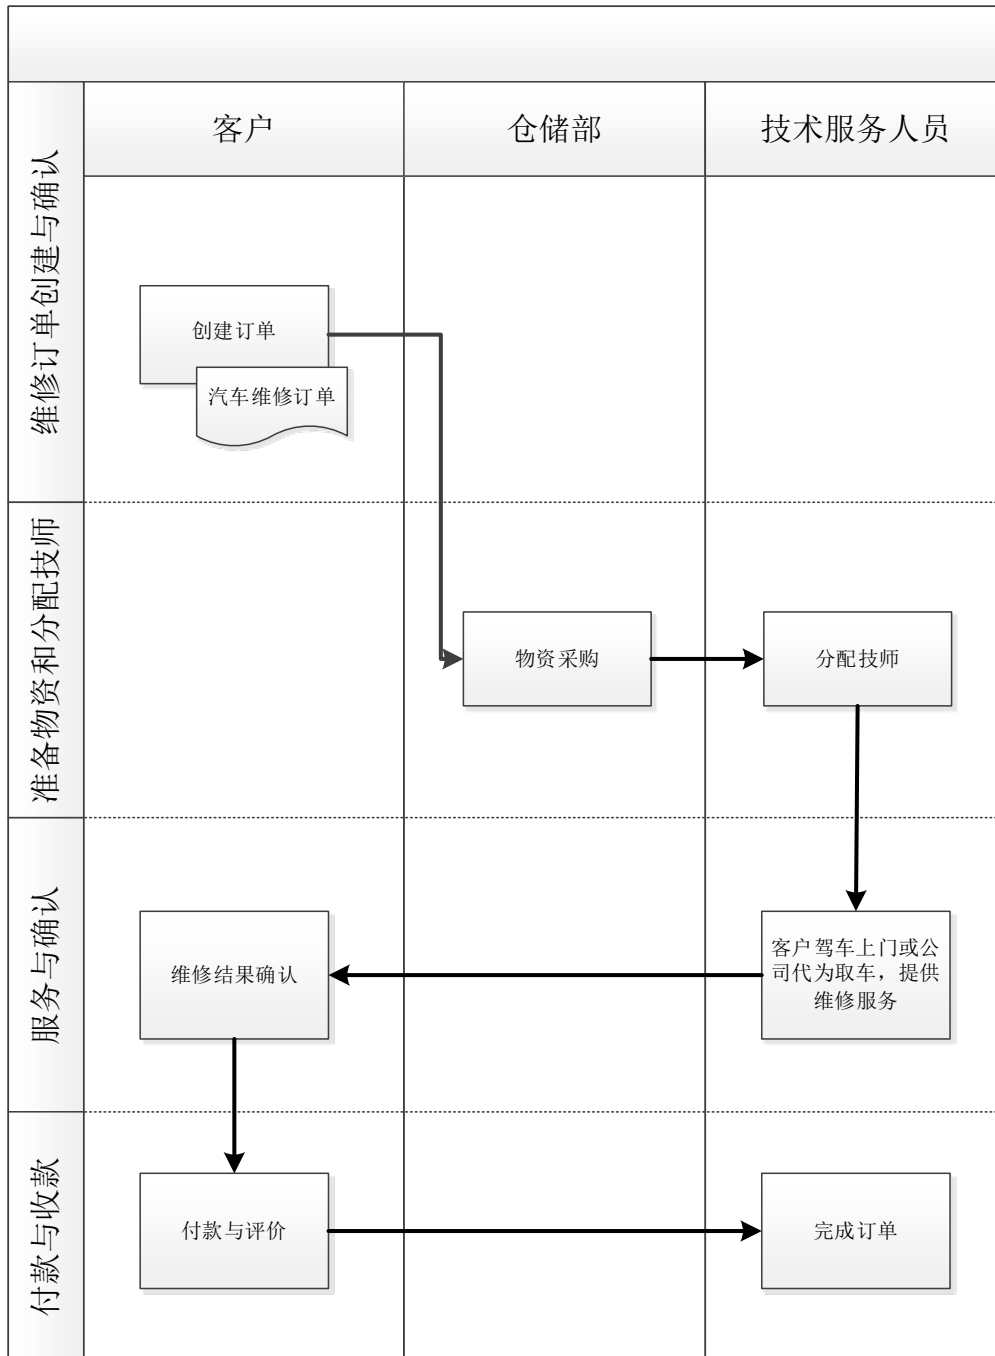 客户
仓储部
技术服务人员
维修订单创建与确认
创建订单
汽车维修订单
准备物资和分配技师
物资采购
分配技师
服务与确认
维修结果确认
客户驾车上门或公
司代为取车，提供
维修服务
付款与收款
付款与评价
完成订单